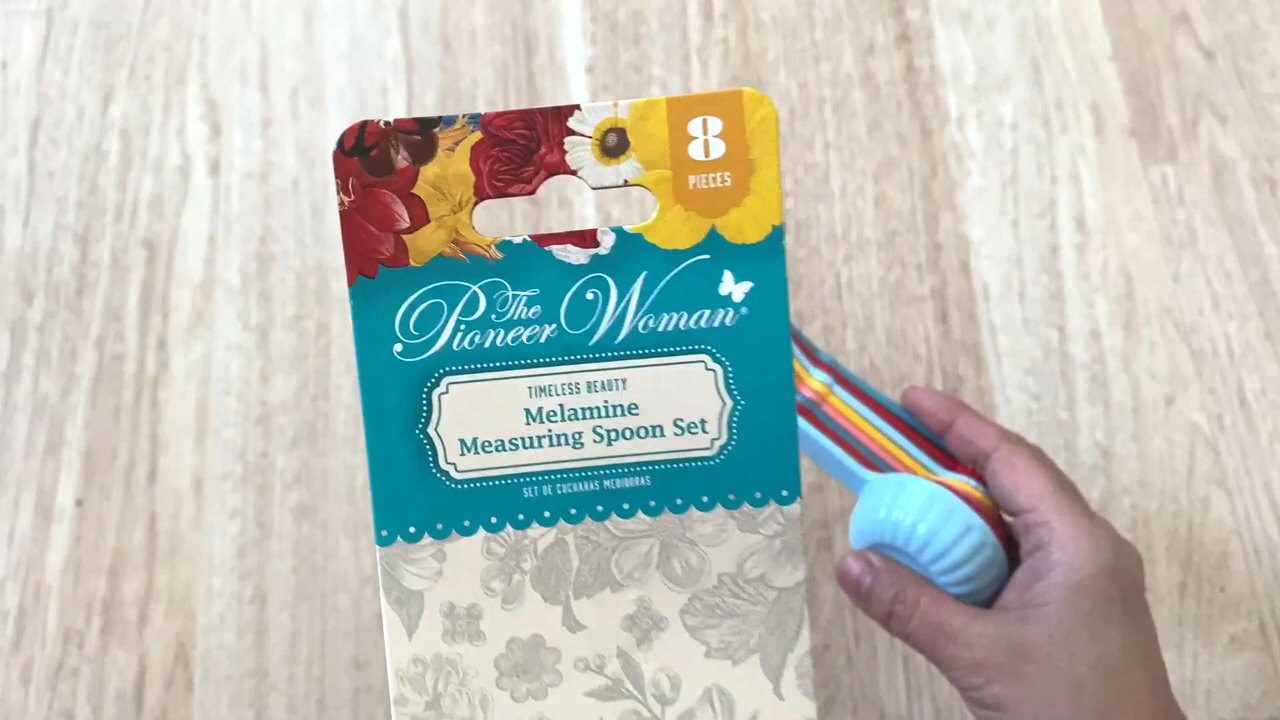 8
PIECES
The
Pioneer Woman®
TIMELESS BEAUTY
Melamine
Measuring Spoon Set
SET DE CUCHARAS MEDIDORAS